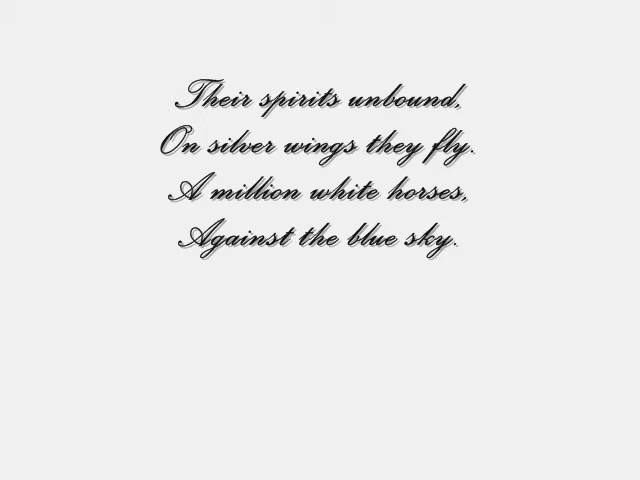 Their spirits unbound,
On silver wings they fly.
A million white horses,
Against the blue sky.